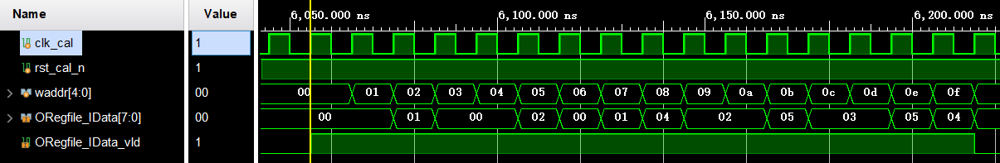 Name Value 6,050.000 ns 6,100.000 ns 6,150.000 ns 6,200.000 ns
clk_cal 1
rst_cal_n 1
waddr[4:0] 00 00 01 02 03 04 05 06 07 08 09 0a 0b 0c 0d 0e 0f
ORegfile_IData[7:0] 00 00 01 00 02 00 01 04 02 05 03 05 04
ORegfile_IData_vld 1